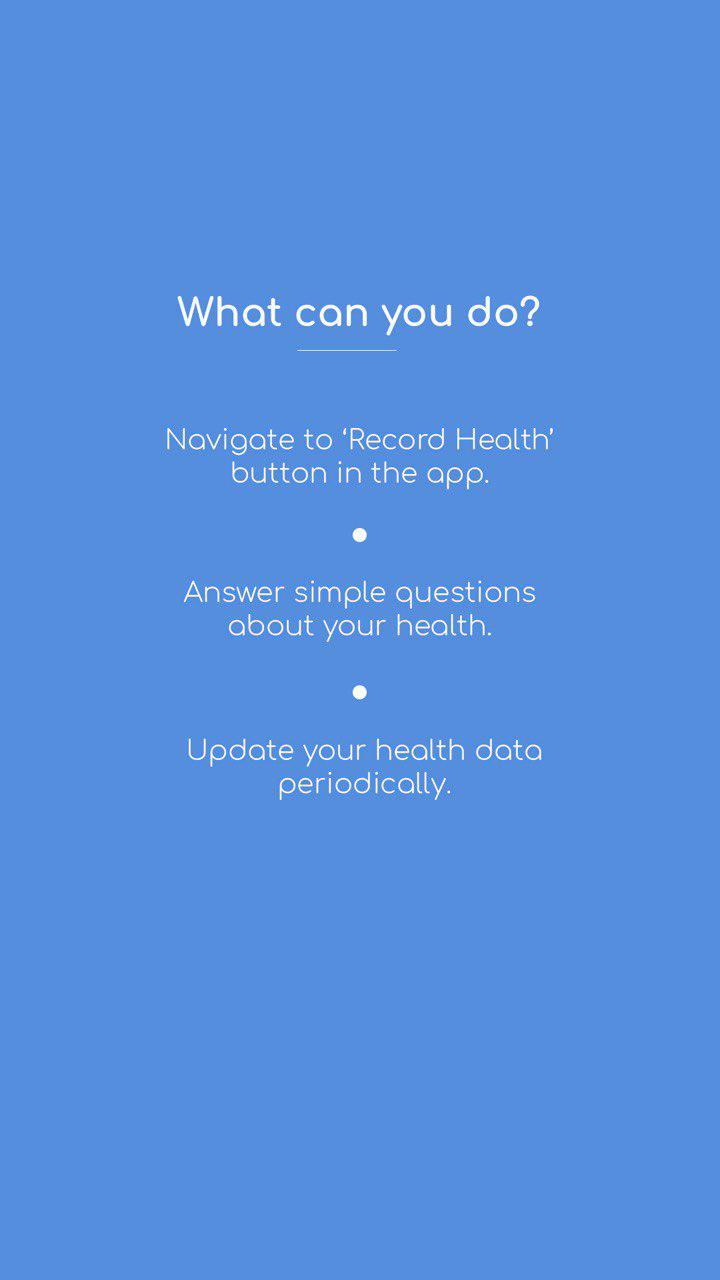 What can you do?
Navigate to ‘Record Health’
button in the app.
Answer simple questions
about your health.
Update your health data
periodically.